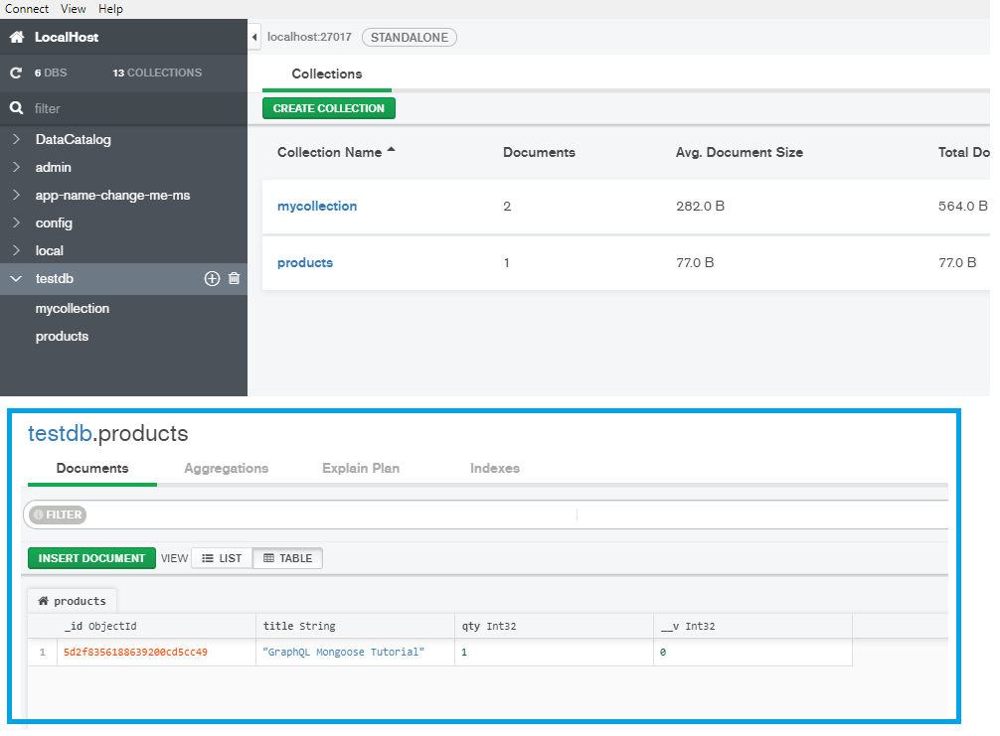 Connect View Help
LocalHost
localhost:27017 STANDALONE
6 DBS 13 COLLECTIONS
Collections
filter
CREATE COLLECTION
DataCatalog
admin
app-name-change-me-ms
config
local
testdb
mycollection
products
Collection Name Documents Avg. Document Size Total Do
mycollection 2 282.0 B 564.0 B
products 1 77.0 B 77.0 B
testdb.products
Documents Aggregations Explain Plan Indexes
FILTER
INSERT DOCUMENT VIEW LIST TABLE
products
_id ObjectId title String qty Int32 __v Int32
1 5d2f8356188639200cd5cc49 "GraphQL Mongoose Tutorial" 1 0